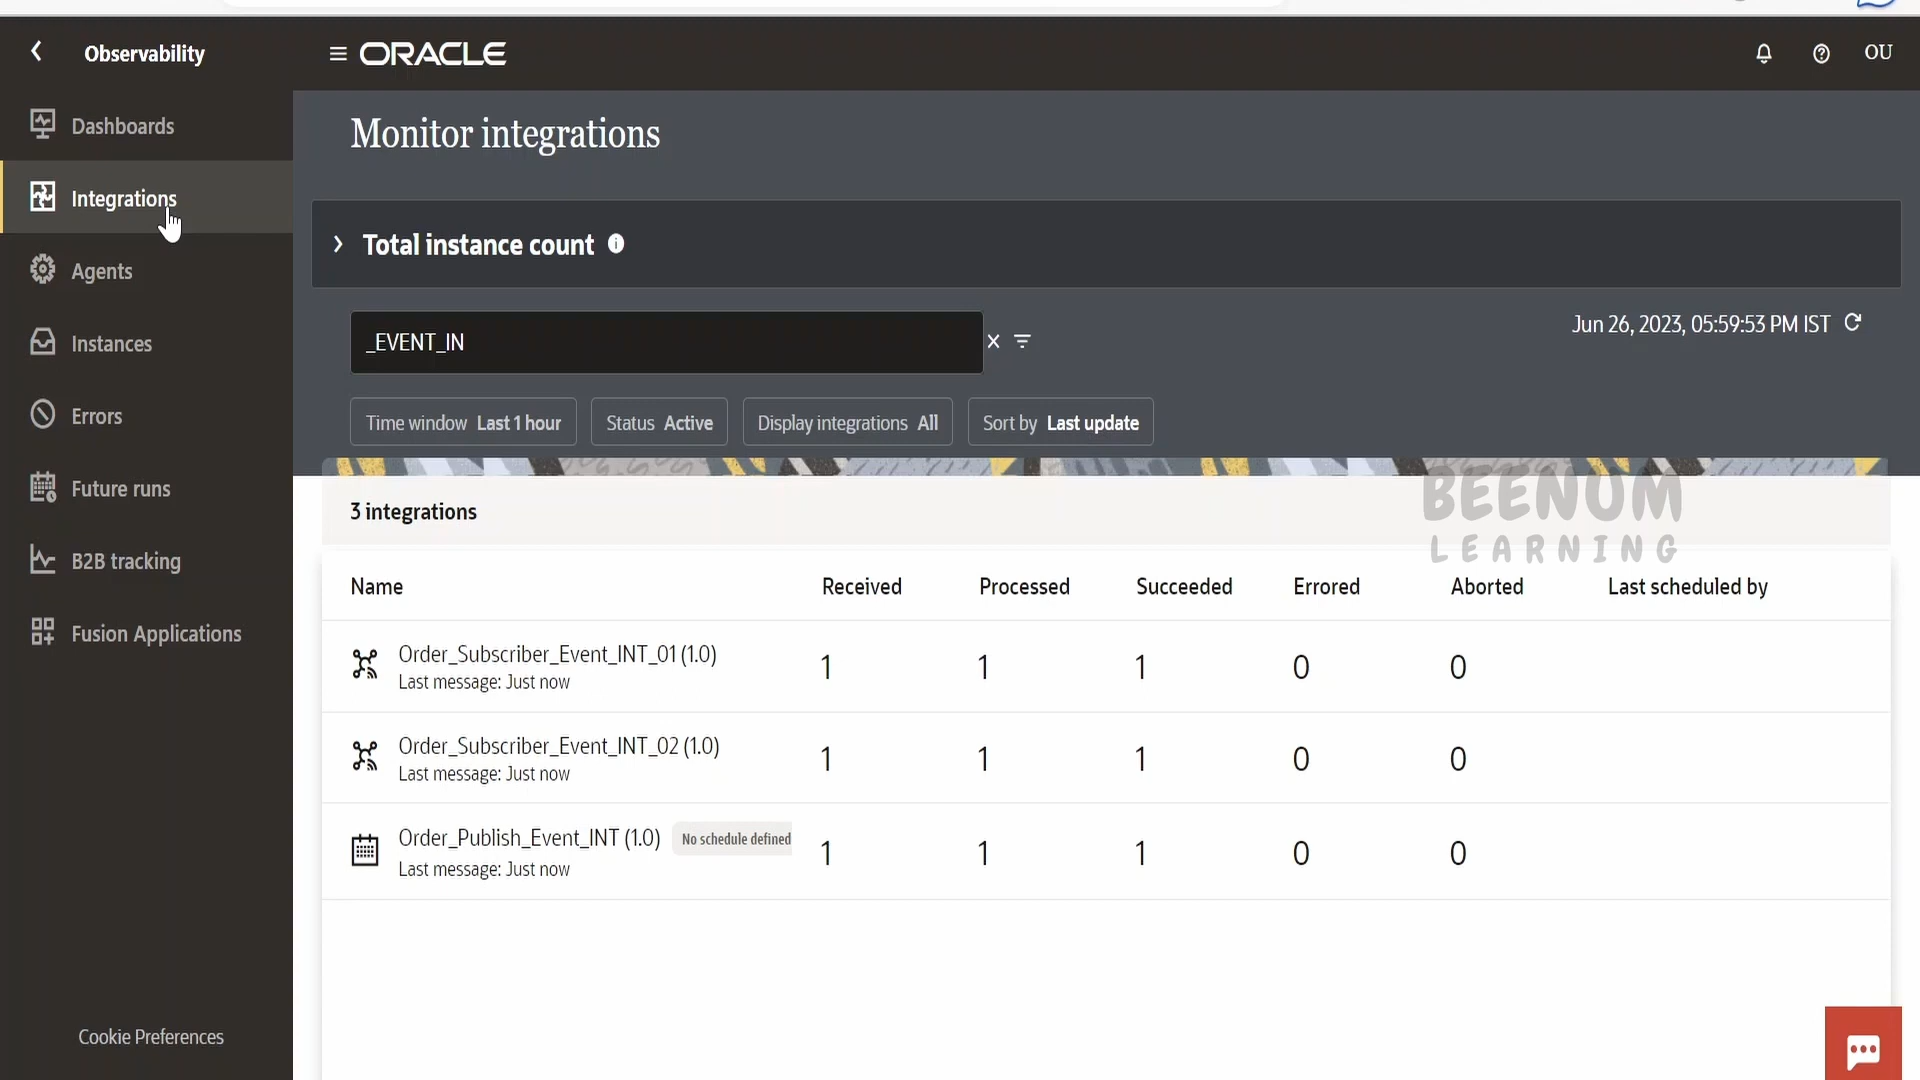 Observability
ORACLE
OU
Dashboards
Integrations
Agents
Instances
Errors
Future runs
B2B tracking
Fusion Applications
Cookie Preferences
Monitor integrations
Total instance count
_EVENT_IN
Jun 26, 2023, 05:59:53 PM IST
Time window Last 1 hour
Status Active
Display integrations All
Sort by Last update
BEENUM
LEARNING
3 integrations
Name Received Processed Succeeded Errored Aborted Last scheduled by
Order_Subscriber_Event_INT_01 (1.0) 1 1 1 0 0
Last message: Just now
Order_Subscriber_Event_INT_02 (1.0) 1 1 1 0 0
Last message: Just now
Order_Publish_Event_INT (1.0) No schedule defined 1 1 1 0 0
Last message: Just now